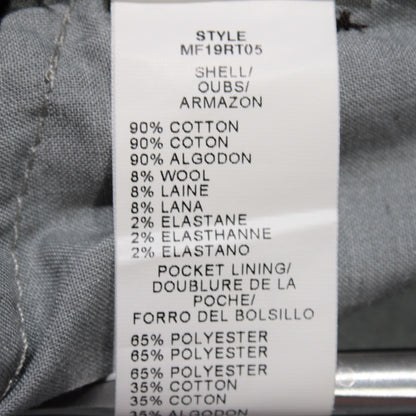 STYLE
MF19RT05
SHELL/
OUBS/
ARMAZON
90% COTTON
90% COTON
90% ALGODON
8% WOOL
8% LAINE
8% LANA
2% ELASTANE
2% ELASTHANNE
2% ELASTANO
POCKET LINING/
DOUBLURE DE LA
POCHE/
FORRO DEL BOLSILLO
65% POLYESTER
65% POLYESTER
65% POLYESTER
35% COTTON
35% COTON
35% ALGODON